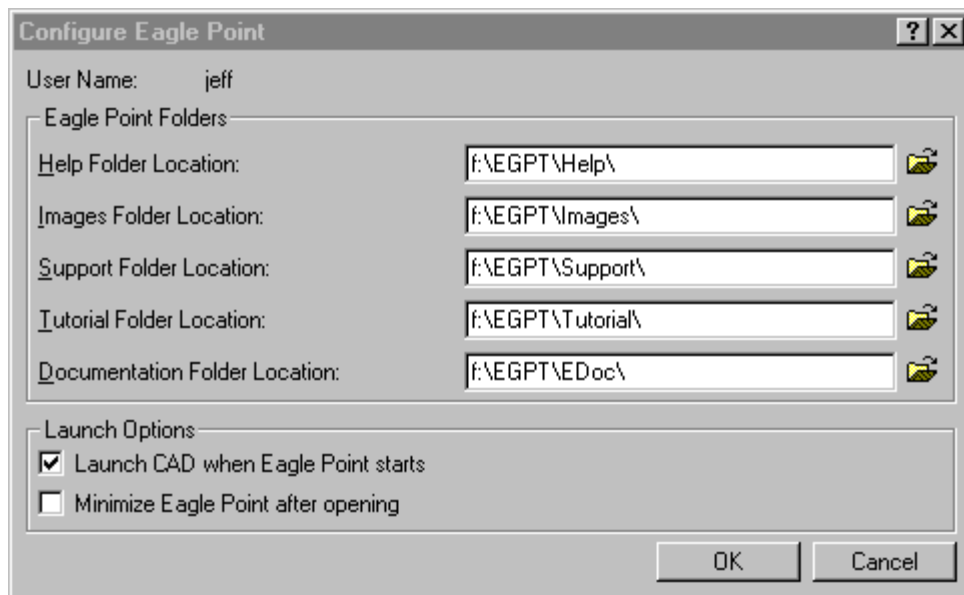 Configure Eagle Point
User Name: jeff
Eagle Point Folders
Help Folder Location: f:\EGPT\Help\
Images Folder Location: f:\EGPT\Images\
Support Folder Location: f:\EGPT\Support\
Tutorial Folder Location: f:\EGPT\Tutorial\
Documentation Folder Location: f:\EGPT\EDoc\
Launch Options
Launch CAD when Eagle Point starts
Minimize Eagle Point after opening
OK Cancel